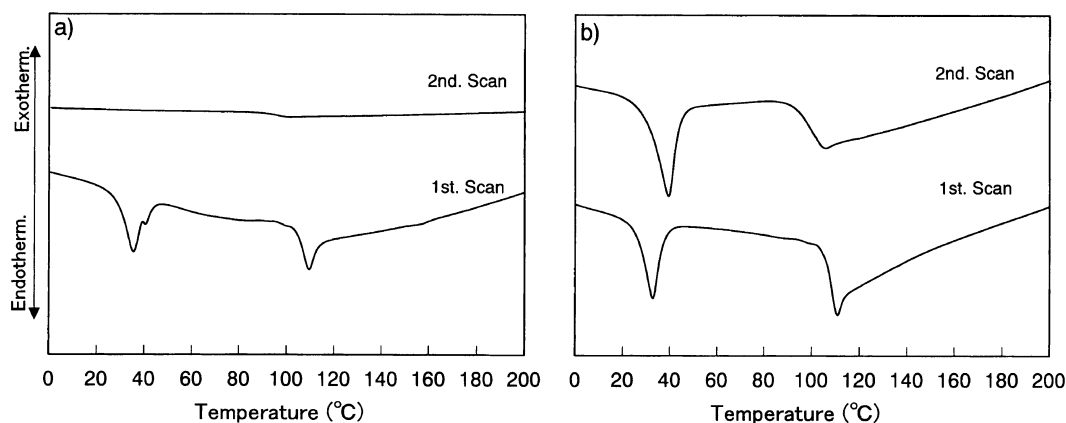 a)
Exotherm.
Endotherm.
2nd. Scan
1st. Scan
0 20 40 60 80 100 120 140 160 180 200
Temperature (℃)
b)
2nd. Scan
1st. Scan
0 20 40 60 80 100 120 140 160 180 200
Temperature (℃)